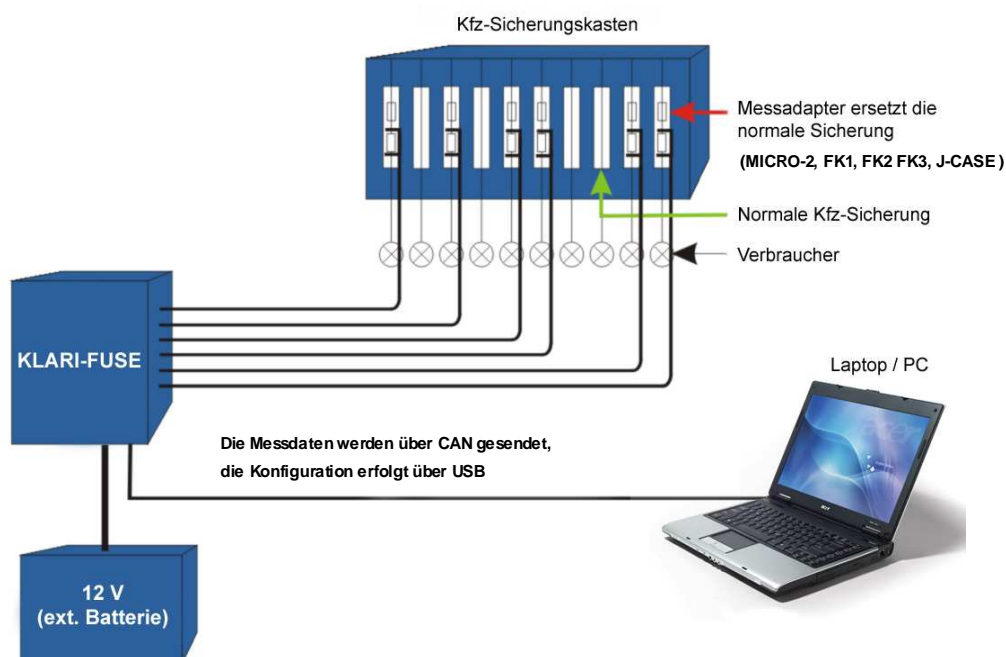 Kfz-Sicherungskasten
Messadapter ersetzt die
normale Sicherung
(MICRO-2, FK1, FK2 FK3, J-CASE )
Normale Kfz-Sicherung
Verbraucher
KLARI-FUSE
Laptop / PC
Die Messdaten werden über CAN gesendet,
die Konfiguration erfolgt über USB
acer
12 V
(ext. Batterie)